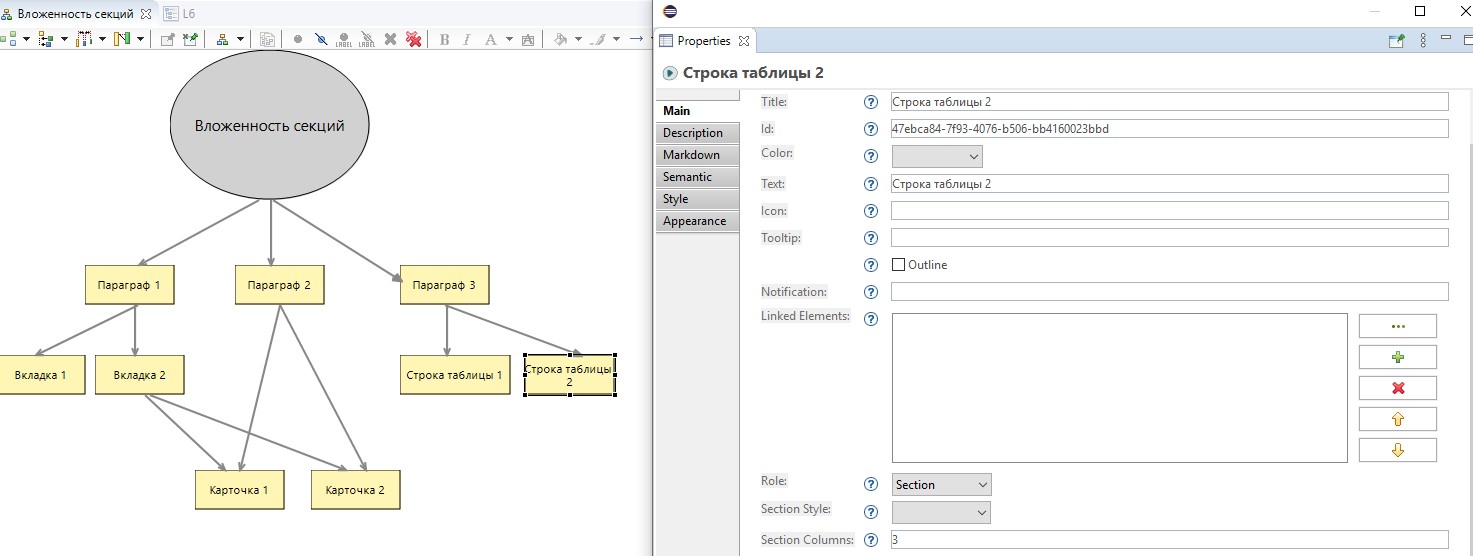 Вложенность секций
L6
LABEL
LABEL
B I A
Вложенность секций
Параграф 1
Параграф 2
Параграф 3
Вкладка 1
Вкладка 2
Строка таблицы 1
Строка таблицы
2
Карточка 1
Карточка 2
Properties
Строка таблицы 2
Main
Description
Markdown
Semantic
Style
Appearance
Title: ? Строка таблицы 2
Id: ? 47ebca84-7f93-4076-b506-bb4160023bbd
Color: ?
Text: ? Строка таблицы 2
Icon: ?
Tooltip: ?
? Outline
Notification: ?
Linked Elements: ?
Role: ? Section
Section Style: ?
Section Columns: ? 3